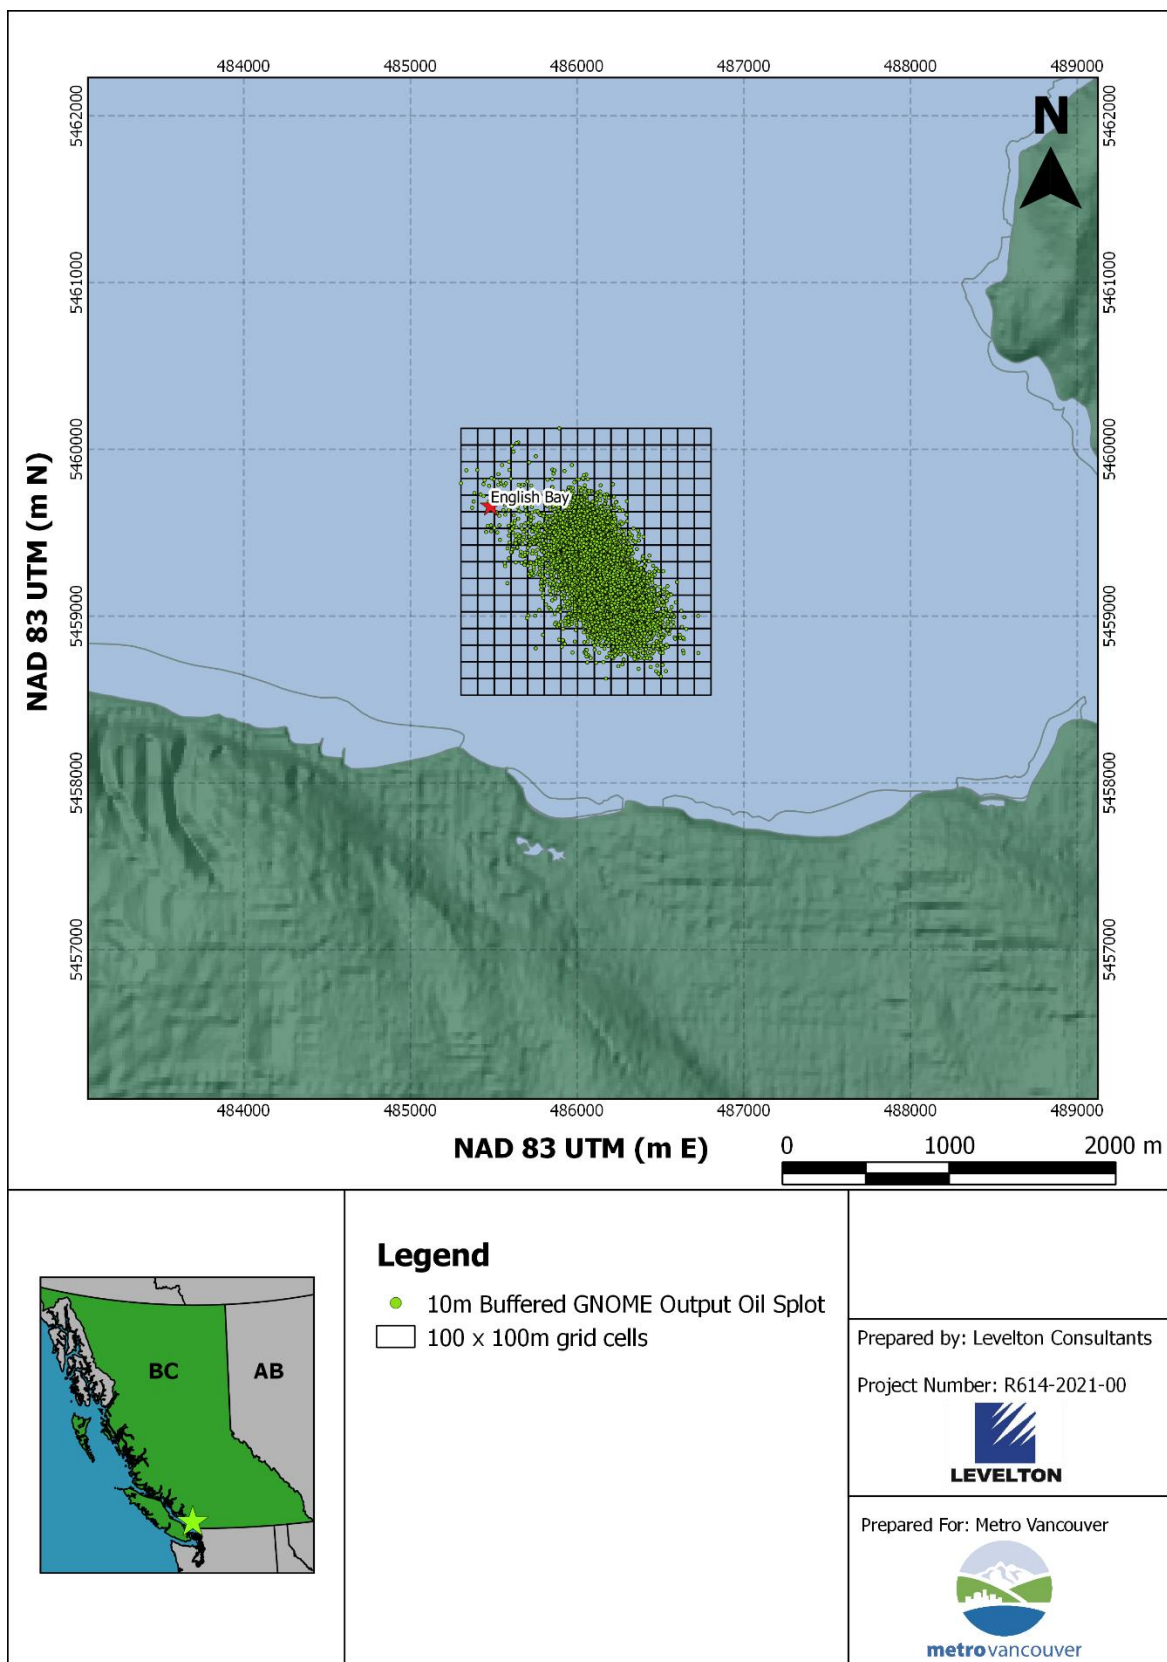 484000 485000 486000 487000 488000 489000
N
5462000 5462000
5461000 5461000
5460000 5460000
English Bay
NAD 83 UTM (m N)
5459000 5459000
5458000 5458000
5457000 5457000
484000 485000 486000 487000 488000 489000
NAD 83 UTM (m E)
0 1000 2000 m
Legend
10m Buffered GNOME Output Oil Splot
100 x 100m grid cells
BC AB
Prepared by: Levelton Consultants
Project Number: R614-2021-00
LEVELTON
Prepared For: Metro Vancouver
metrovancouver